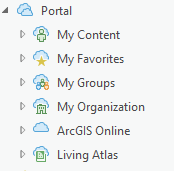 Portal
My Content
My Favorites
My Groups
My Organization
ArcGIS Online
Living Atlas